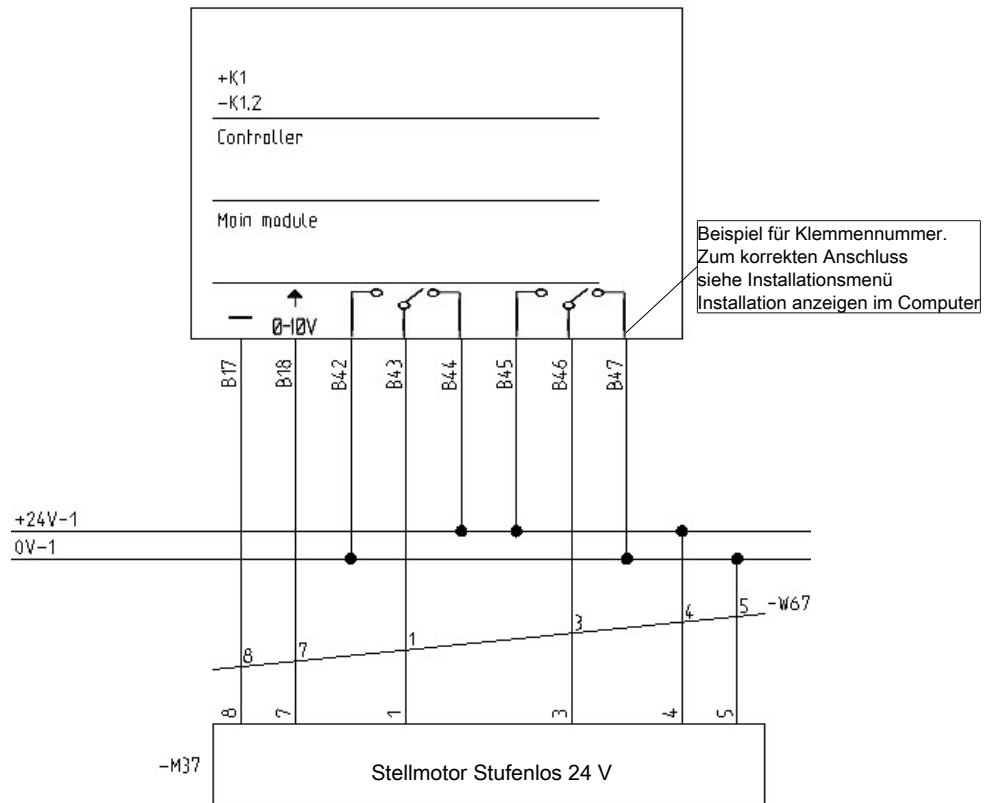 +K1
-K1.2
Controller
Main module
Beispiel für Klemmennummer.
Zum korrekten Anschluss
siehe Installationsmenü
Installation anzeigen im Computer
0-10V
B17
B18
B42
B43
B44
B45
B46
B47
+24V-1
0V-1
8
7
1
3
4
5
-W67
8
7
1
3
4
5
-M37
Stellmotor Stufenlos 24 V